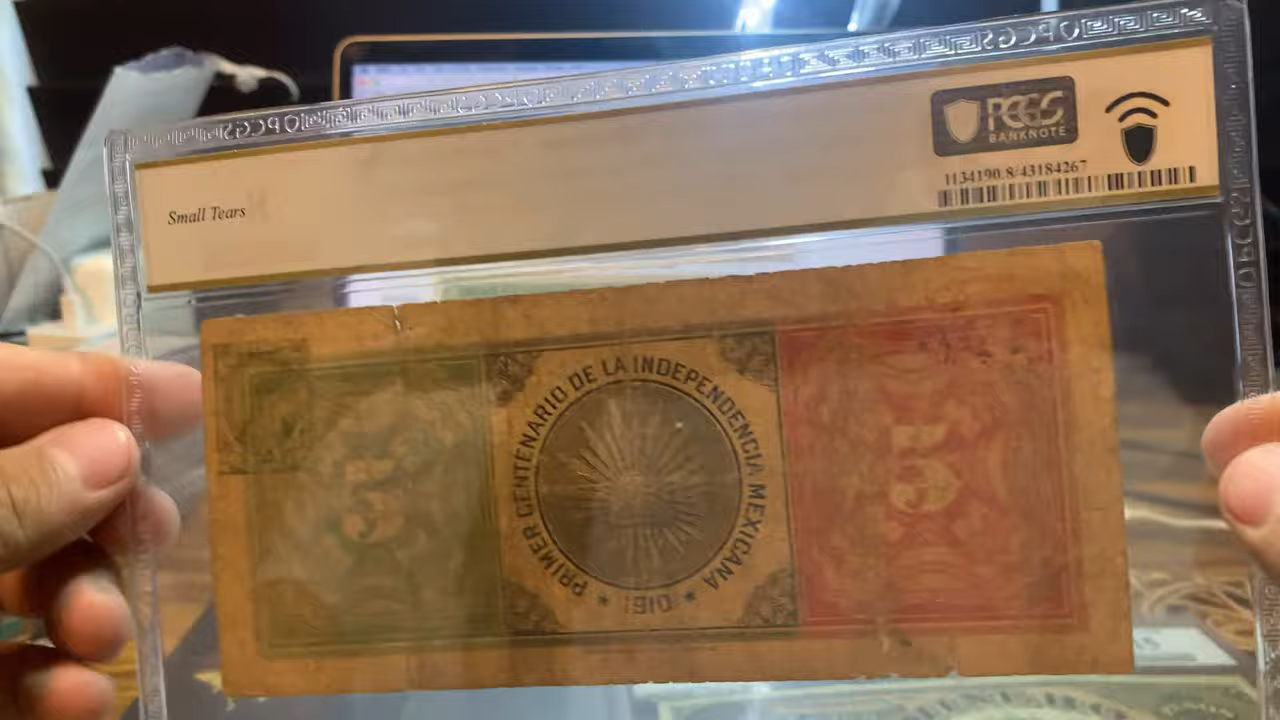 PCGS
BANKNOTE
1134190.8/43184267
Small Tears
PRIMER CENTENARIO DE LA INDEPENDENCIA MEXICANA
★ 1910 ★
5
5